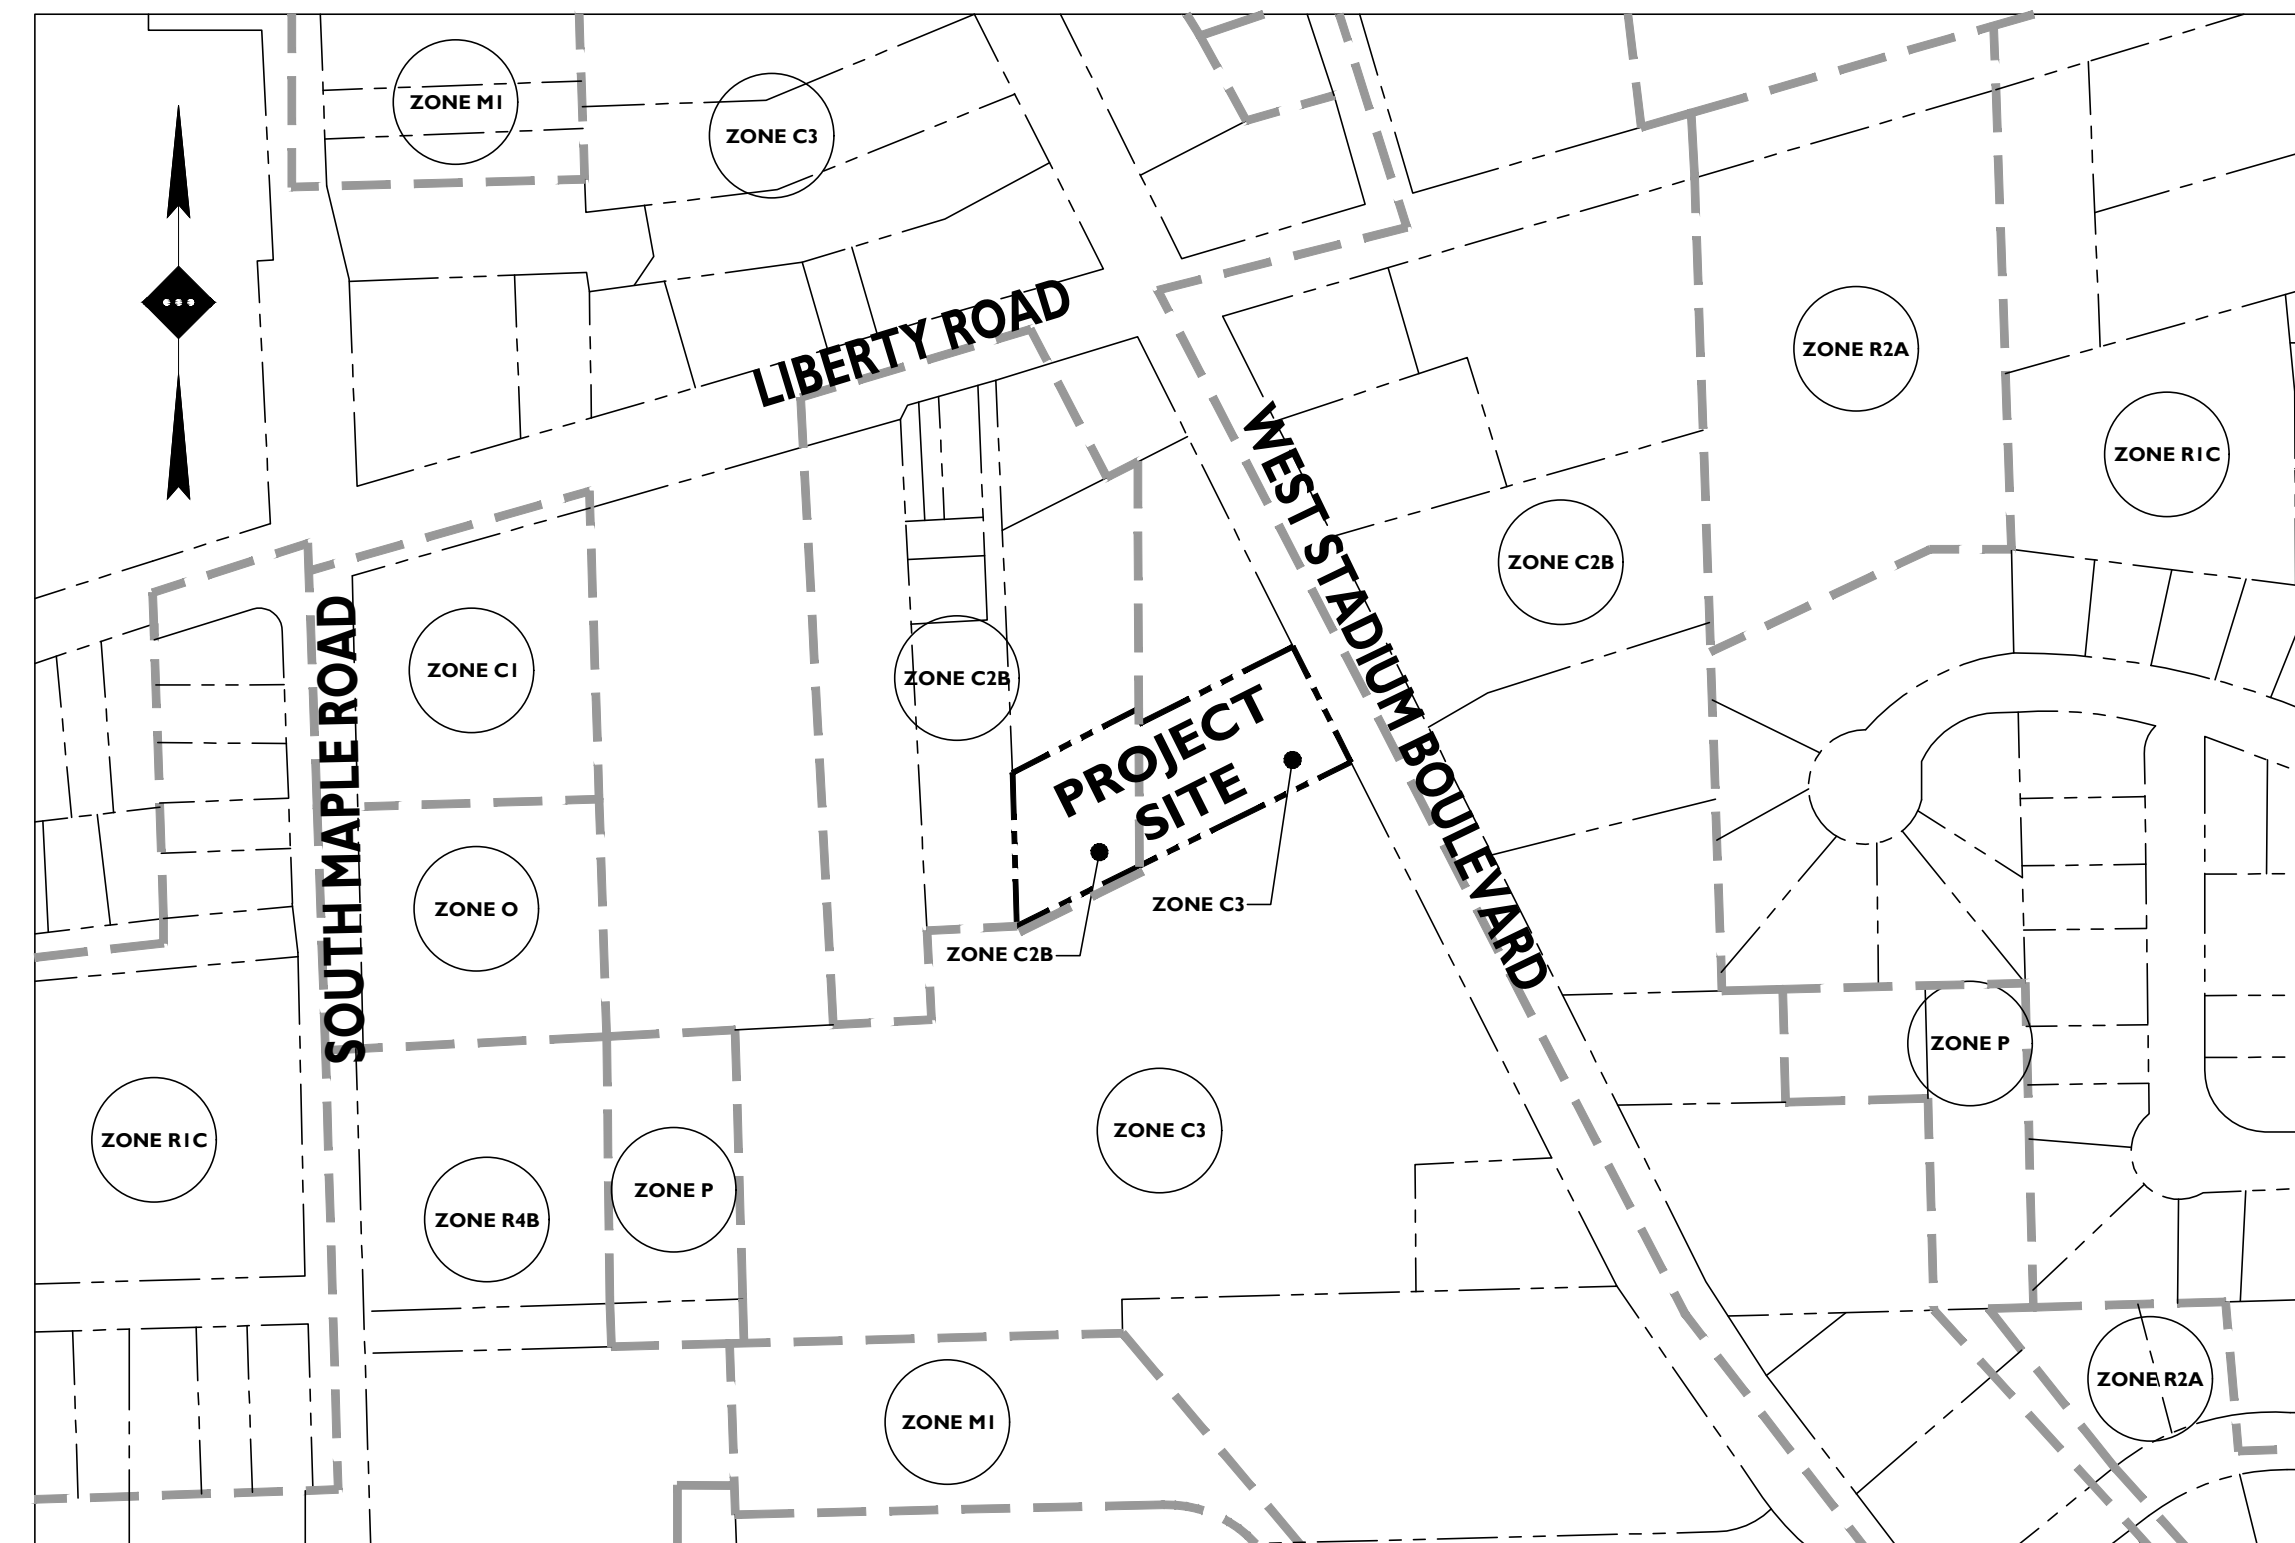 ZONE M1
ZONE C3
LIBERTY ROAD
ZONE R2A
ZONE R1C
WEST STADIUM BOULEVARD
ZONE C2B
SOUTH MAPLE ROAD
ZONE C1
ZONE C2B
PROJECT
SITE
ZONE O
ZONE C3
ZONE C2B
ZONE P
ZONE R1C
ZONE C3
ZONE P
ZONE R4B
ZONE R2A
ZONE M1